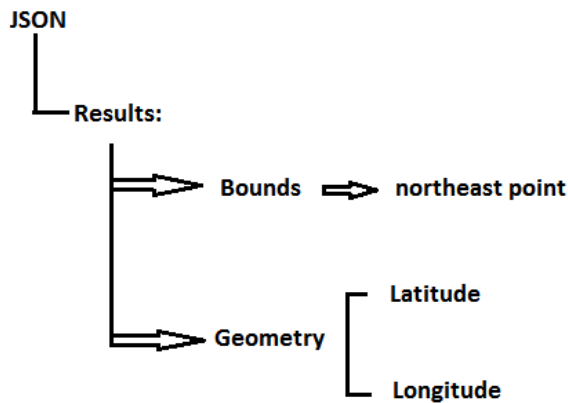 JSON
Results:
Bounds
northeast point
Latitude
Geometry
Longitude